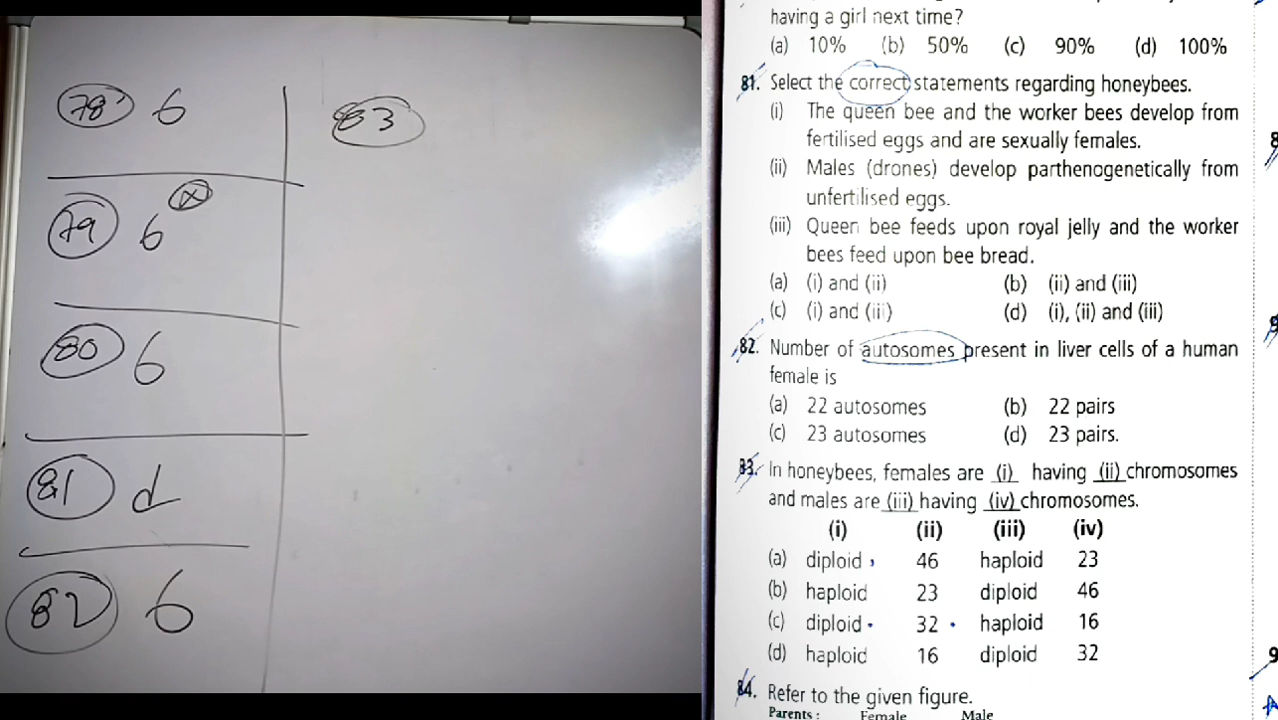 78 6
83
x
79 6
80 6
81 d
82 6
having a girl next time?
(a) 10% (b) 50% (c) 90% (d) 100%
81. Select the correct statements regarding honeybees.
(i) The queen bee and the worker bees develop from
fertilised eggs and are sexually females.
(ii) Males (drones) develop parthenogenetically from
unfertilised eggs.
(iii) Queen bee feeds upon royal jelly and the worker
bees feed upon bee bread.
(a) (i) and (ii) (b) (ii) and (iii)
(c) (i) and (iii) (d) (i), (ii) and (iii)
82. Number of autosomes present in liver cells of a human
female is
(a) 22 autosomes (b) 22 pairs
(c) 23 autosomes (d) 23 pairs.
83. In honeybees, females are (i) having (ii) chromosomes
and males are (iii) having (iv) chromosomes.
(i) (ii) (iii) (iv)
(a) diploid 46 haploid 23
(b) haploid 23 diploid 46
(c) diploid 32 haploid 16
(d) haploid 16 diploid 32
84. Refer to the given figure.
Parents : Female Male